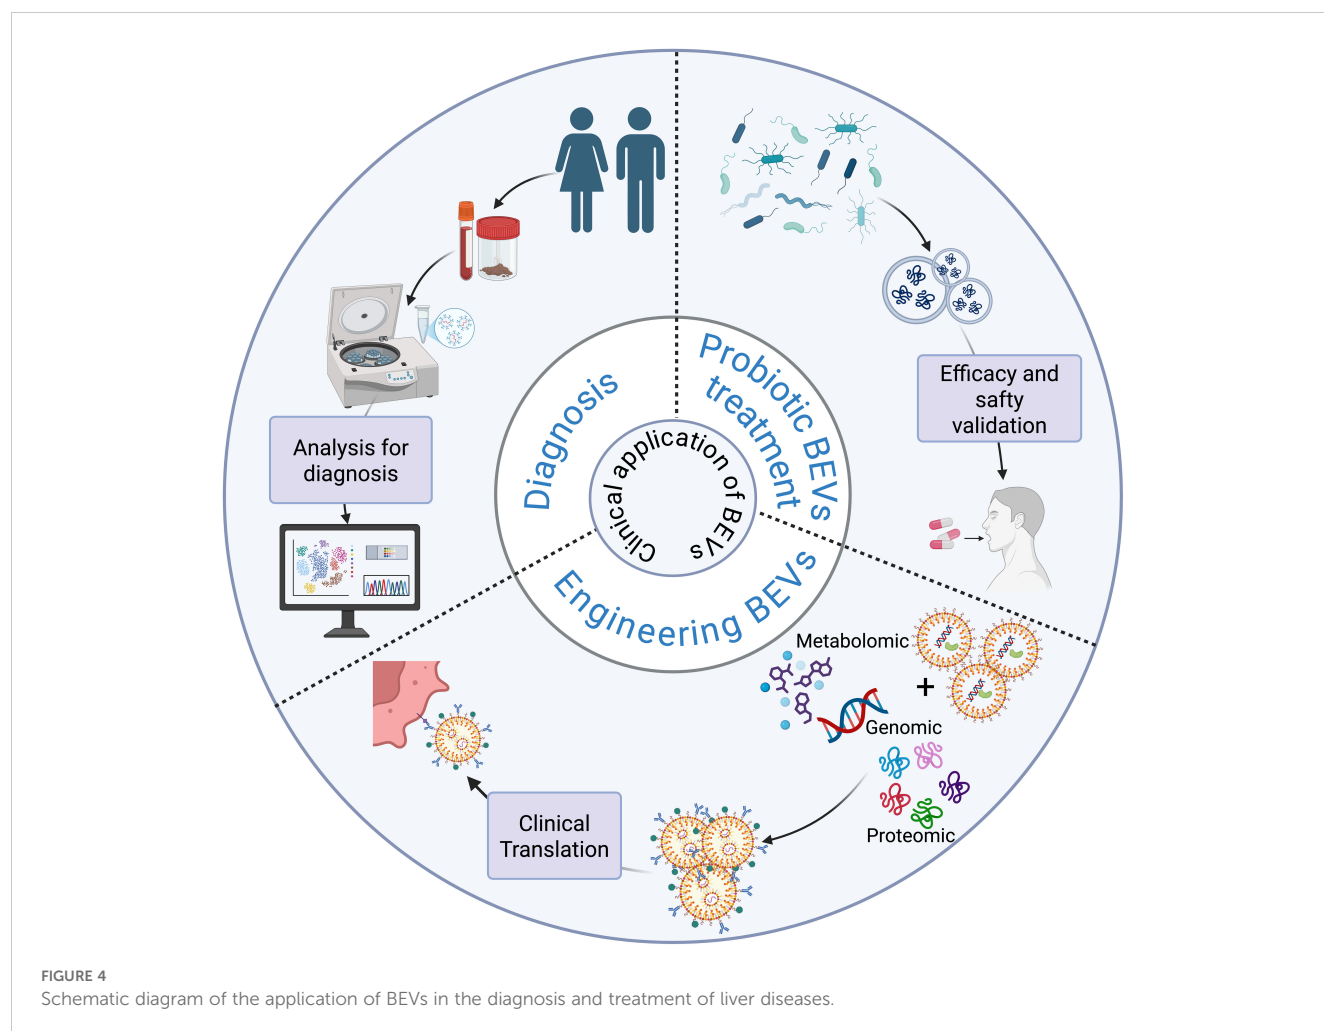 Clinical application of BEVs
Diagnosis
Probiotic BEVs
treatment
Engineering BEVs
Analysis for
diagnosis
Efficacy and
safty
validation
Metabolomic
+
Genomic
Proteomic
Clinical
Translation
FIGURE 4
Schematic diagram of the application of BEVs in the diagnosis and treatment of liver diseases.